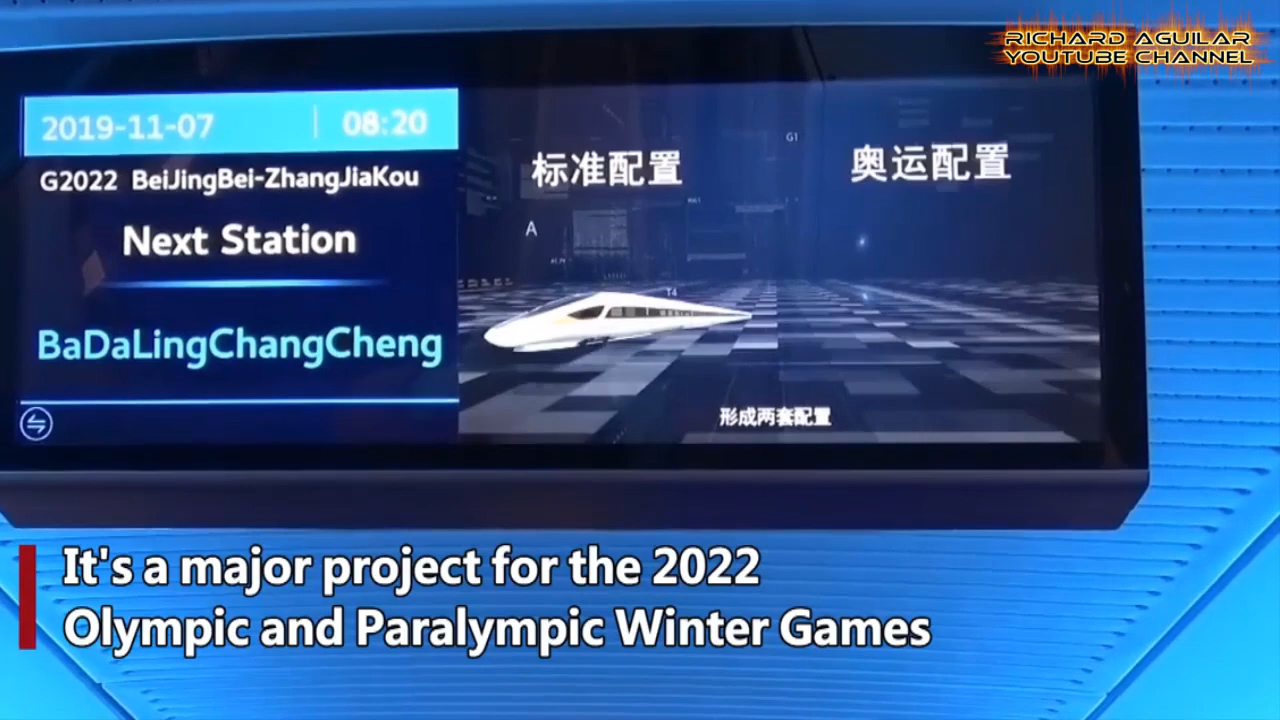 RICHARD AGUILAR
YOUTUBE CHANNEL
2019-11-07 08:20
G2022 BeiJingBei-ZhangJiaKou
Next Station
BaDaLingChangCheng
标准配置
奥运配置
G1
A
T4
形成两套配置
It's a major project for the 2022
Olympic and Paralympic Winter Games